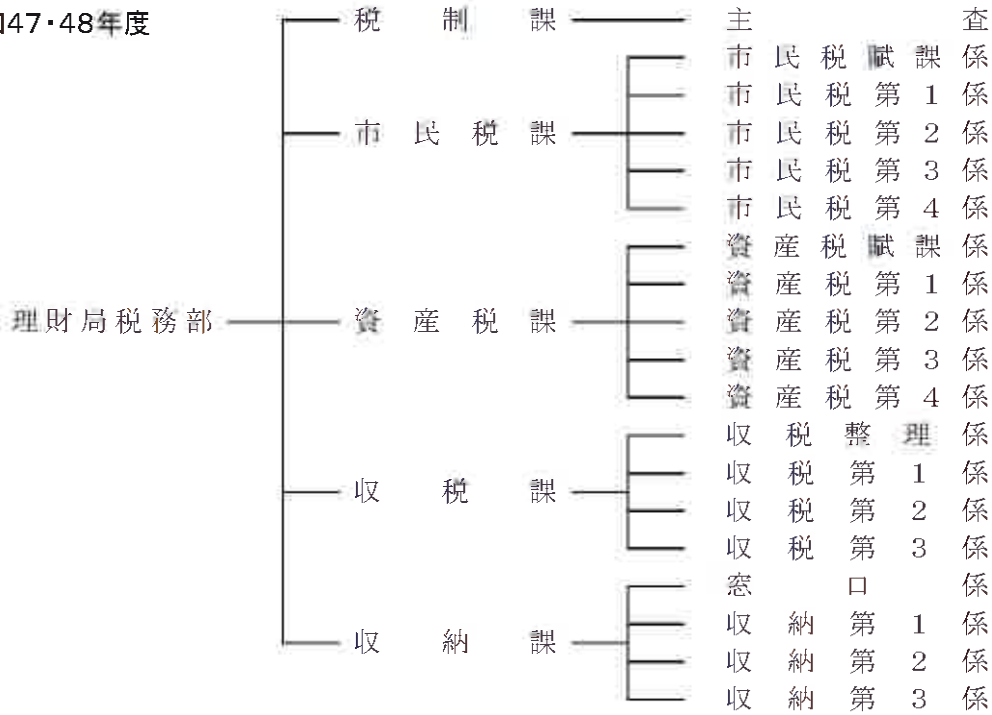 47・48年度
税制課 主査
市民税賦課係
市民税第1係
市民税課 市民税第2係
市民税第3係
市民税第4係
資産税賦課係
資産税第1係
理財局税務部 資産税課 資産税第2係
資産税第3係
資産税第4係
収税整理係
収税第1係
収税課
収税第2係
収税第3係
窓口係
収納第1係
収納課
収納第2係
収納第3係